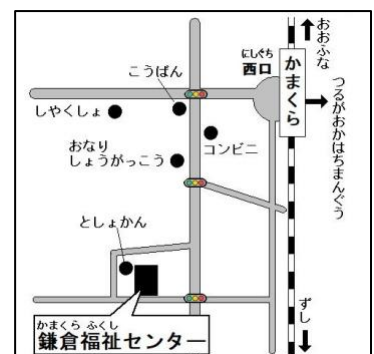 おおふな
にしぐち
西口
かまくら
こうばん
つるがおかはちまんぐう
しやくしょ
コンビニ
おなり
しょうがっこう
としょかん
ずし
かまくら ふくし
鎌倉福祉センター